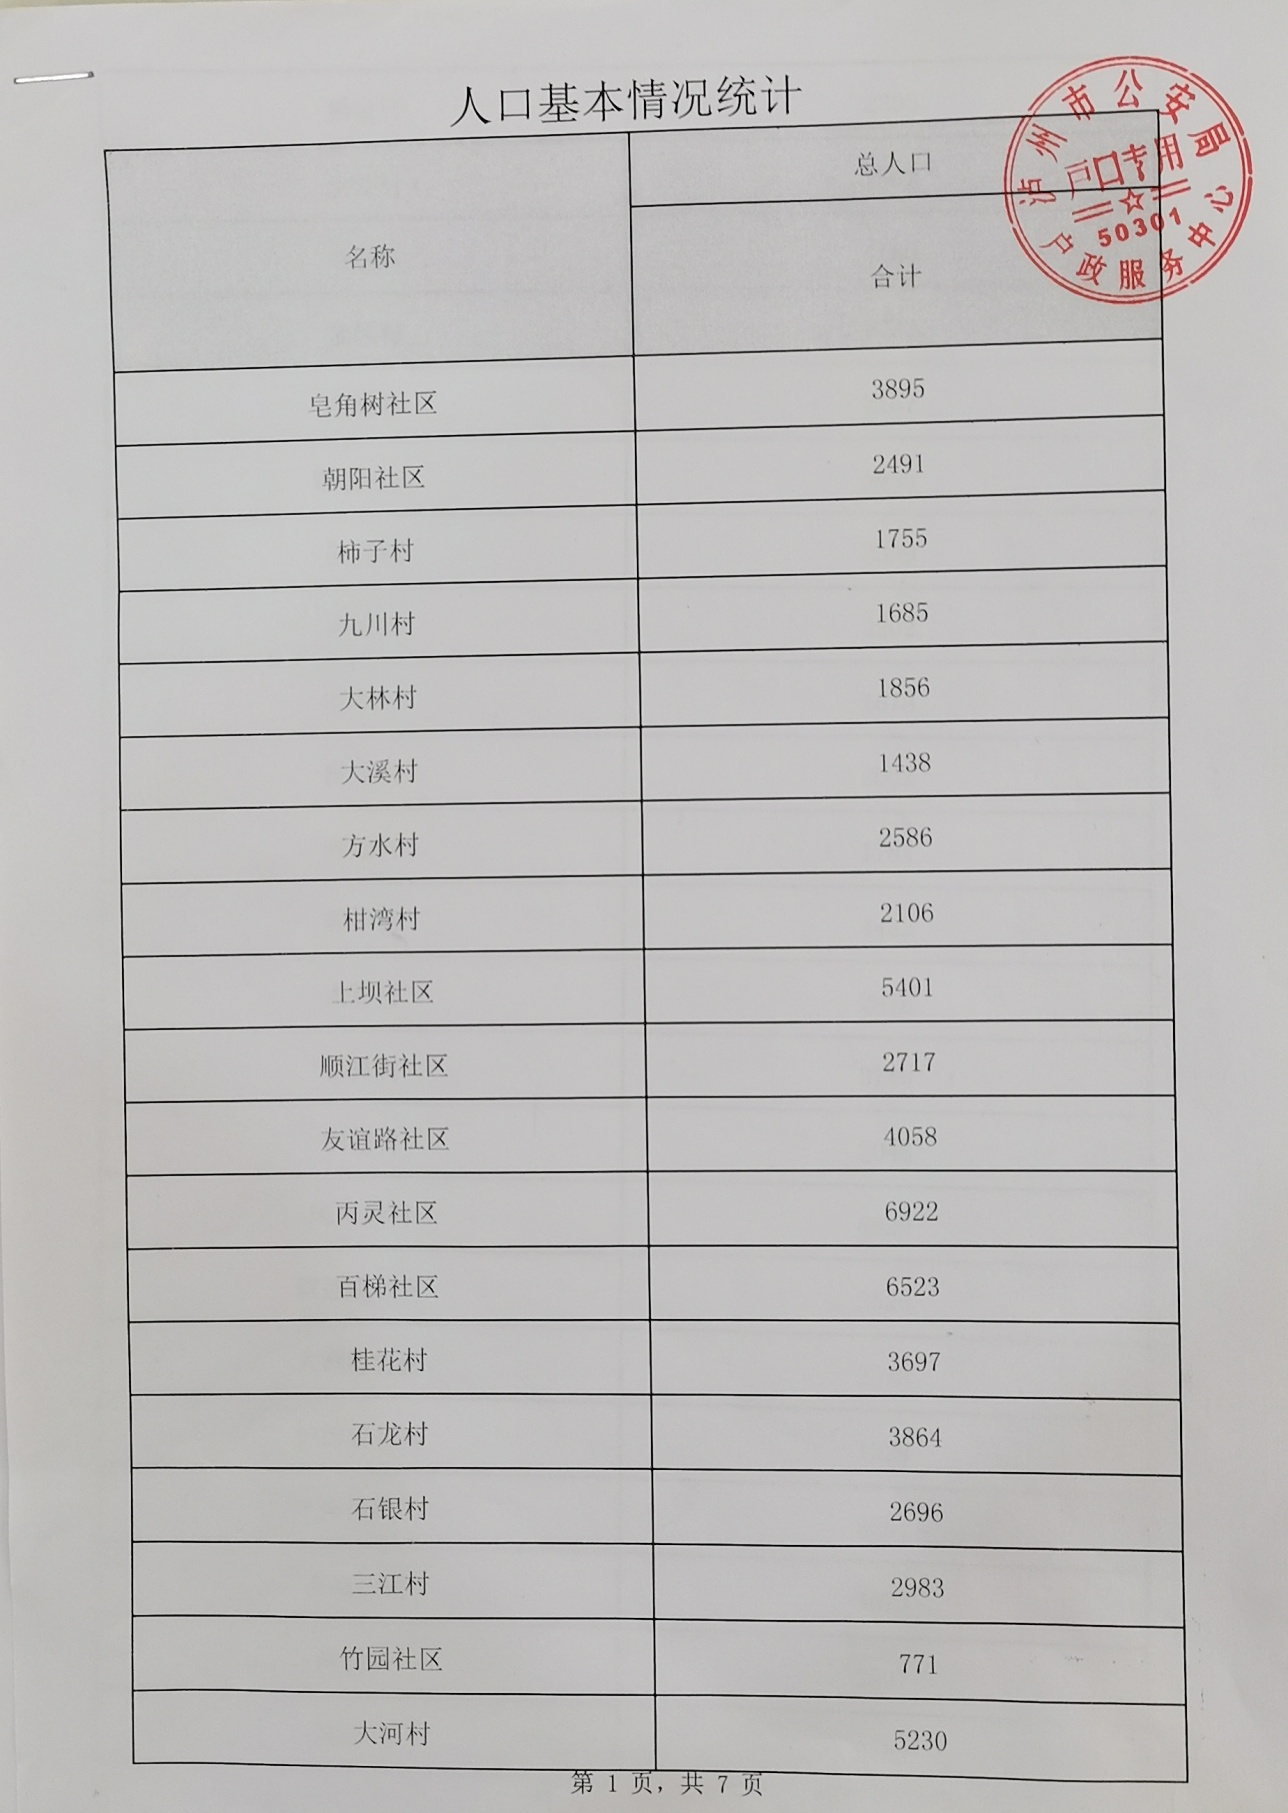 人口基本情况统计
泸州市公安局户政服务中心
户口专用
50301
名称 总人口
合计
皂角树社区 3895
朝阳社区 2491
柿子村 1755
九川村 1685
大林村 1856
大溪村 1438
方水村 2586
柑湾村 2106
上坝社区 5401
顺江街社区 2717
友谊路社区 4058
丙灵社区 6922
百梯社区 6523
桂花村 3697
石龙村 3864
石银村 2696
三江村 2983
竹园社区 771
大河村 5230
第 1 页, 共 7 页